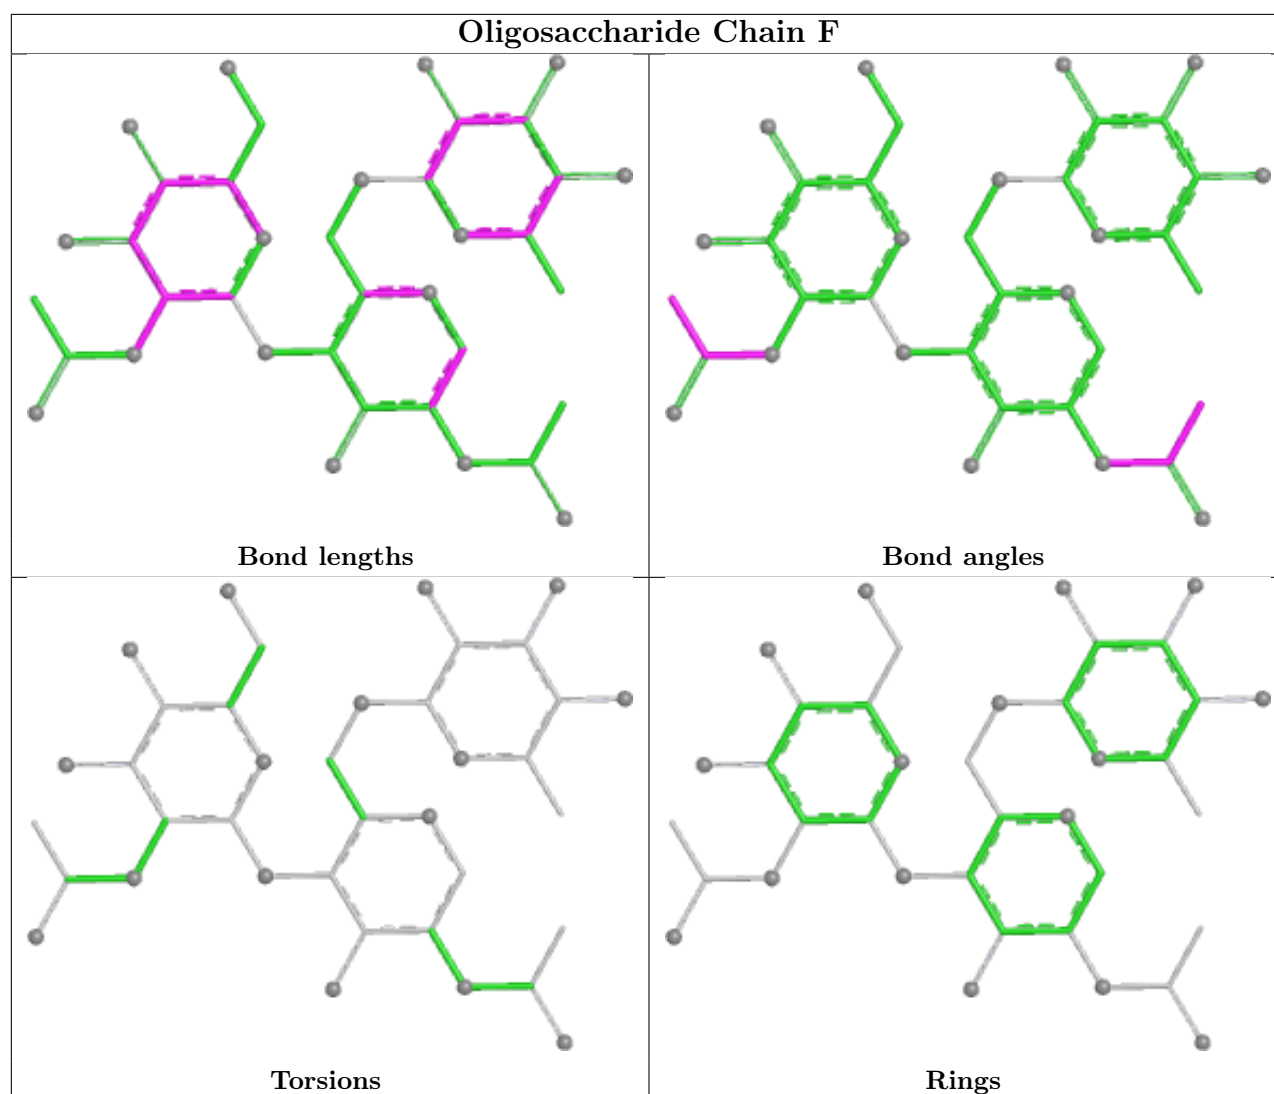 Oligosaccharide Chain F
Bond lengths
Bond angles
Torsions
Rings